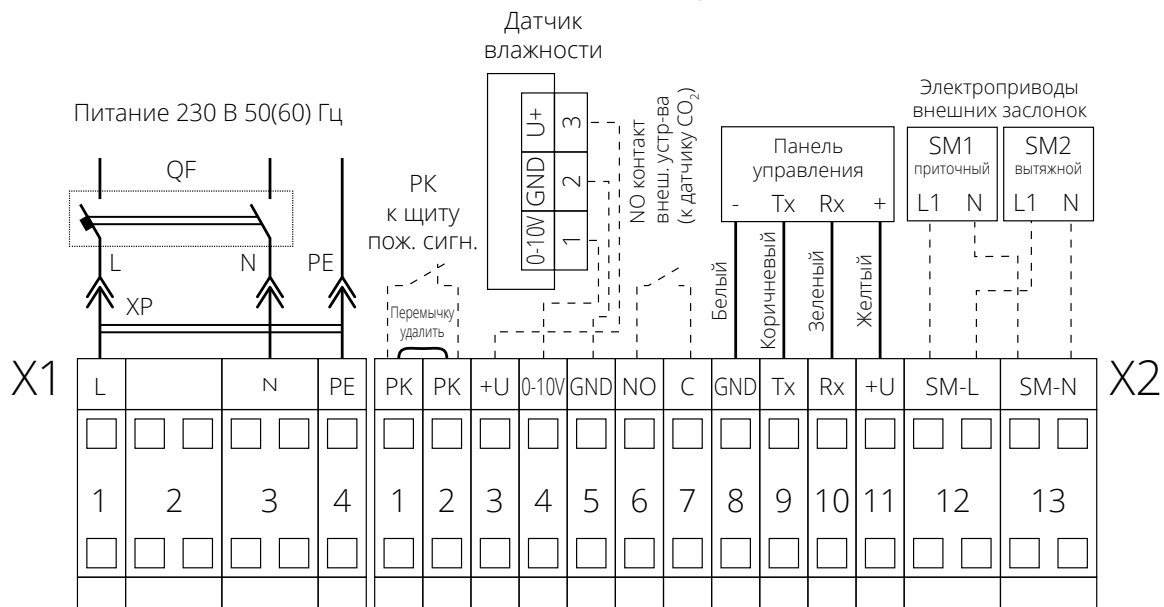 Датчик
влажности
U+ 3
GND 2
0-10V 1
Питание 230 В 50(60) Гц
QF
L N PE
XP
РК
к щиту
пож. сигн.
Перемычку
удалить
NO контакт
внеш. устр-ва
(к датчику CO₂)
Панель
управления
- Tx Rx +
Белый
Коричневый
Зеленый
Желтый
Электроприводы
внешних заслонок
SM1
приточный
L1 N
SM2
вытяжной
L1 N
X1
L N PE
1 2 3 4
PK PK +U 0-10V GND NO C GND Tx Rx +U SM-L SM-N
X2
1 2 3 4 5 6 7 8 9 10 11 12 13